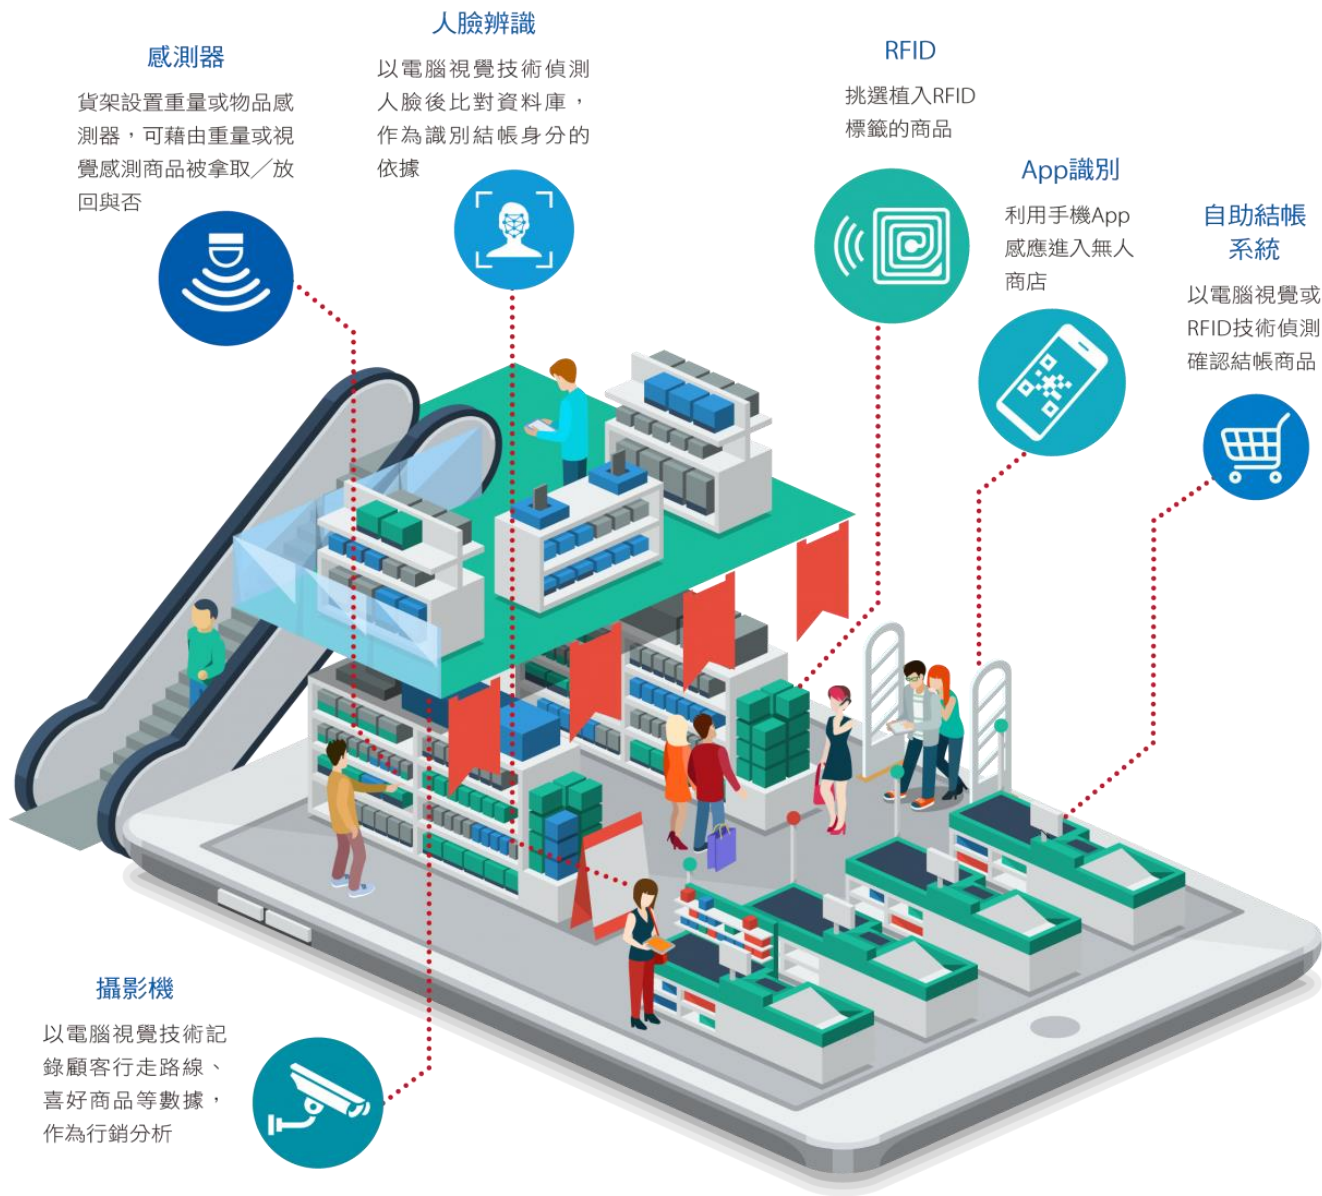 感測器
貨架設置重量或物品感
測器，可藉由重量或視
覺感測商品被拿取／放
回與否
人臉辨識
以電腦視覺技術偵測
人臉後比對資料庫，
作為識別結帳身分的
依據
RFID
挑選植入RFID
標籤的商品
App識別
利用手機App
感應進入無人
商店
自助結帳
系統
以電腦視覺或
RFID技術偵測
確認結帳商品
攝影機
以電腦視覺技術記
錄顧客行走路線、
喜好商品等數據，
作為行銷分析